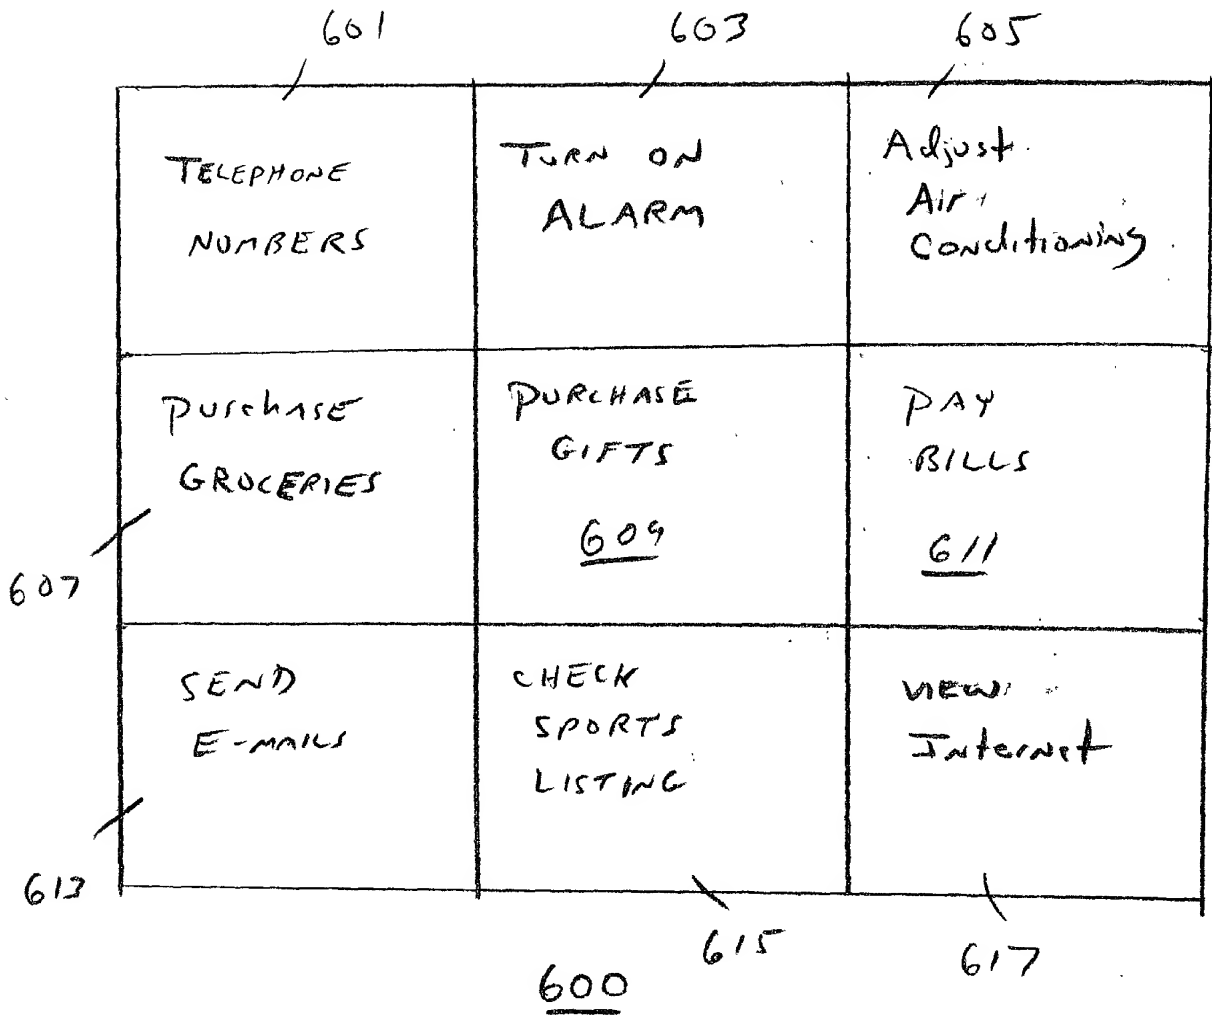 601
603
605
TELEPHONE
NUMBERS
TURN ON
ALARM
Adjust
Air
Conditioning
purchase
GROCERIES
607
PURCHASE
GIFTS
609
PAY
BILLS
611
SEND
E-MAILS
613
CHECK
SPORTS
LISTING
615
VIEW
Internet
617
600